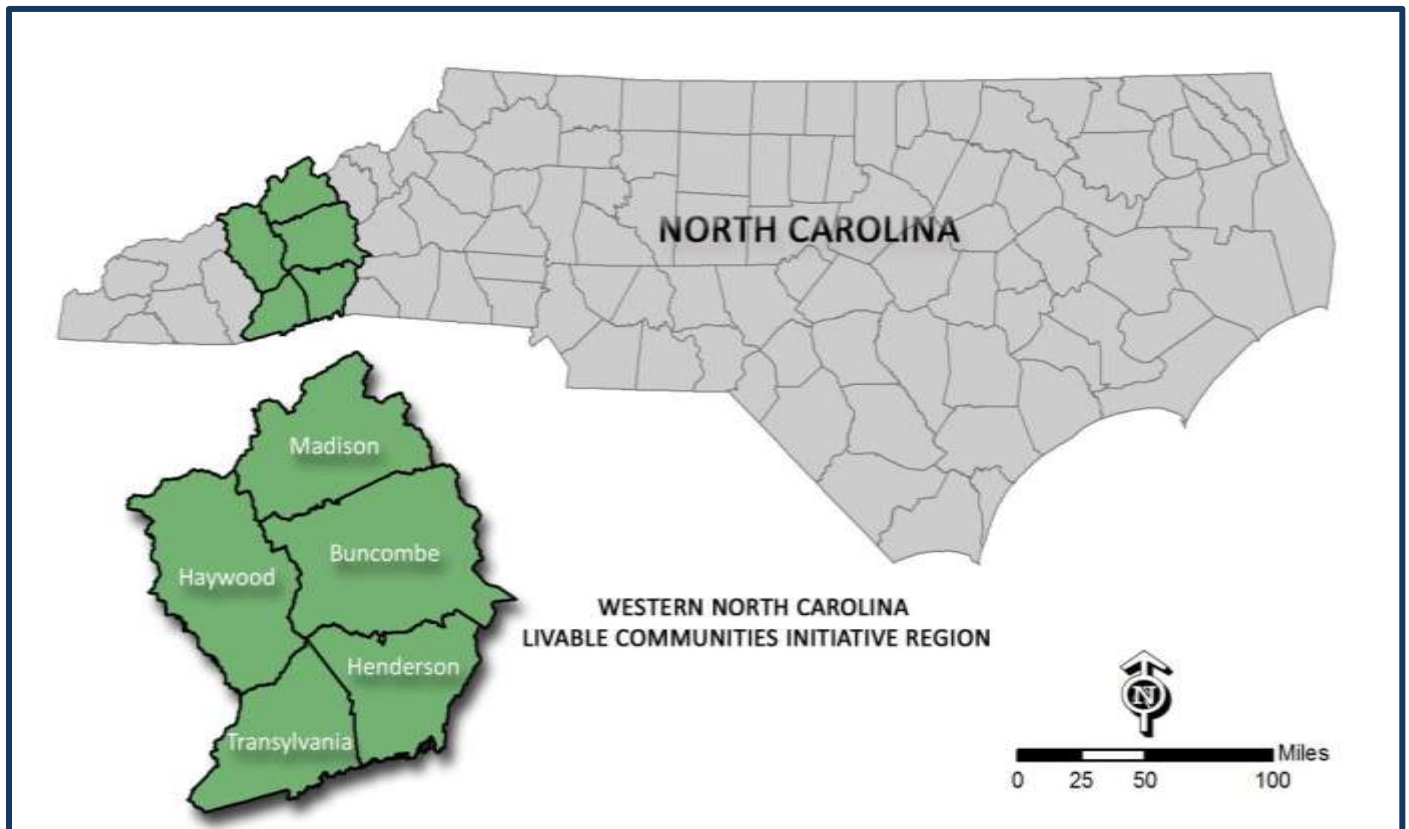 NORTH CAROLINA
Madison
Buncombe
Haywood
WESTERN NORTH CAROLINA
LIVABLE COMMUNITIES INITIATIVE REGION
Henderson
Transylvania
N
Miles
0 25 50 100